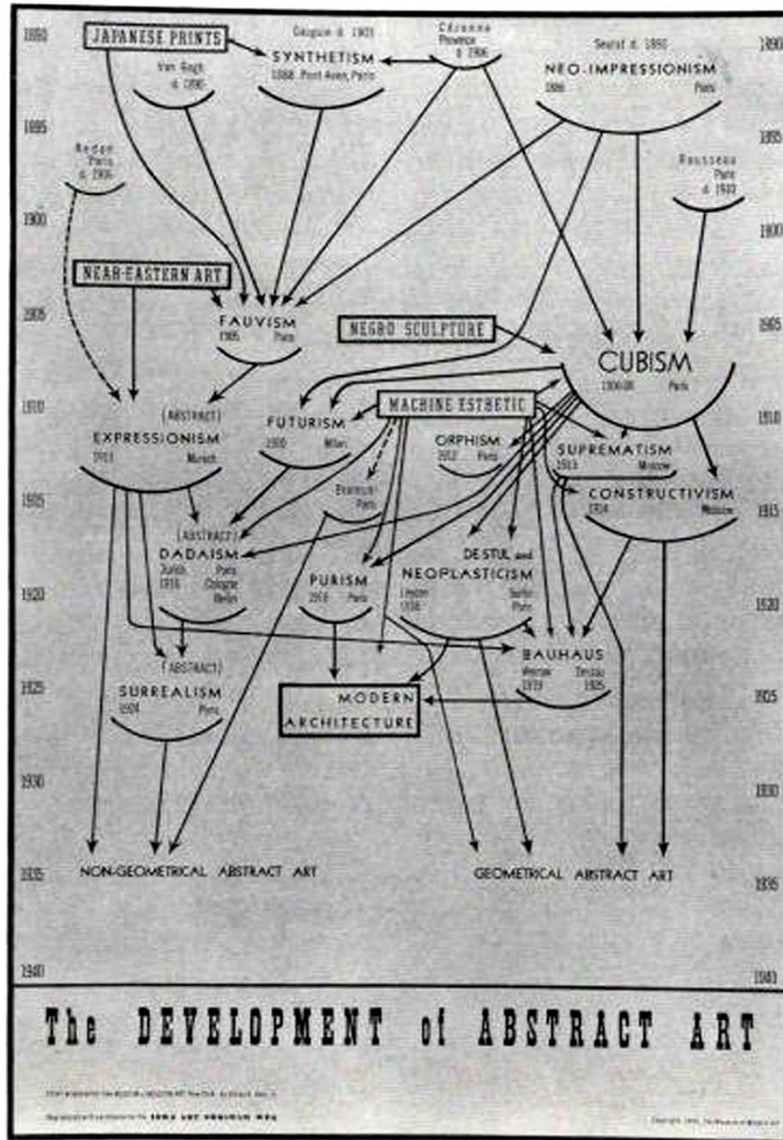 1890
JAPANESE PRINTS
Gauguin d. 1903
Cézanne
Provence
d. 1906
Seurat d. 1890
1890
SYNTHETISM
1888 Pont-Aven, Paris
NEO-IMPRESSIONISM
1886 Paris
Van Gogh
d. 1890
1895
1895
Redon
Paris
d. 1916
Rousseau
Paris
d. 1910
1900
1900
NEAR-EASTERN ART
1905
FAUVISM
1905 Paris
NEGRO SCULPTURE
1905
CUBISM
1906-08 Paris
1910
(ABSTRACT)
EXPRESSIONISM
1911 Munich
FUTURISM
1910 Milan
MACHINE ESTHETIC
1910
ORPHISM
1912 Paris
SUPREMATISM
1913 Moscow
Brancusi
Paris
CONSTRUCTIVISM
1914 Moscow
1915
1915
(ABSTRACT)
DADAISM
Zurich Paris
1916 Cologne
Berlin
PURISM
1918 Paris
DE STIJL and
NEOPLASTICISM
Leyden Berlin
1916 Paris
1920
1920
(ABSTRACT)
SURREALISM
1924 Paris
BAUHAUS
Weimar Dessau
1919 1925
1925
MODERN
ARCHITECTURE
1925
1930
1930
NON-GEOMETRICAL ABSTRACT ART
GEOMETRICAL ABSTRACT ART
1935
1935
1940
1940
The DEVELOPMENT of ABSTRACT ART